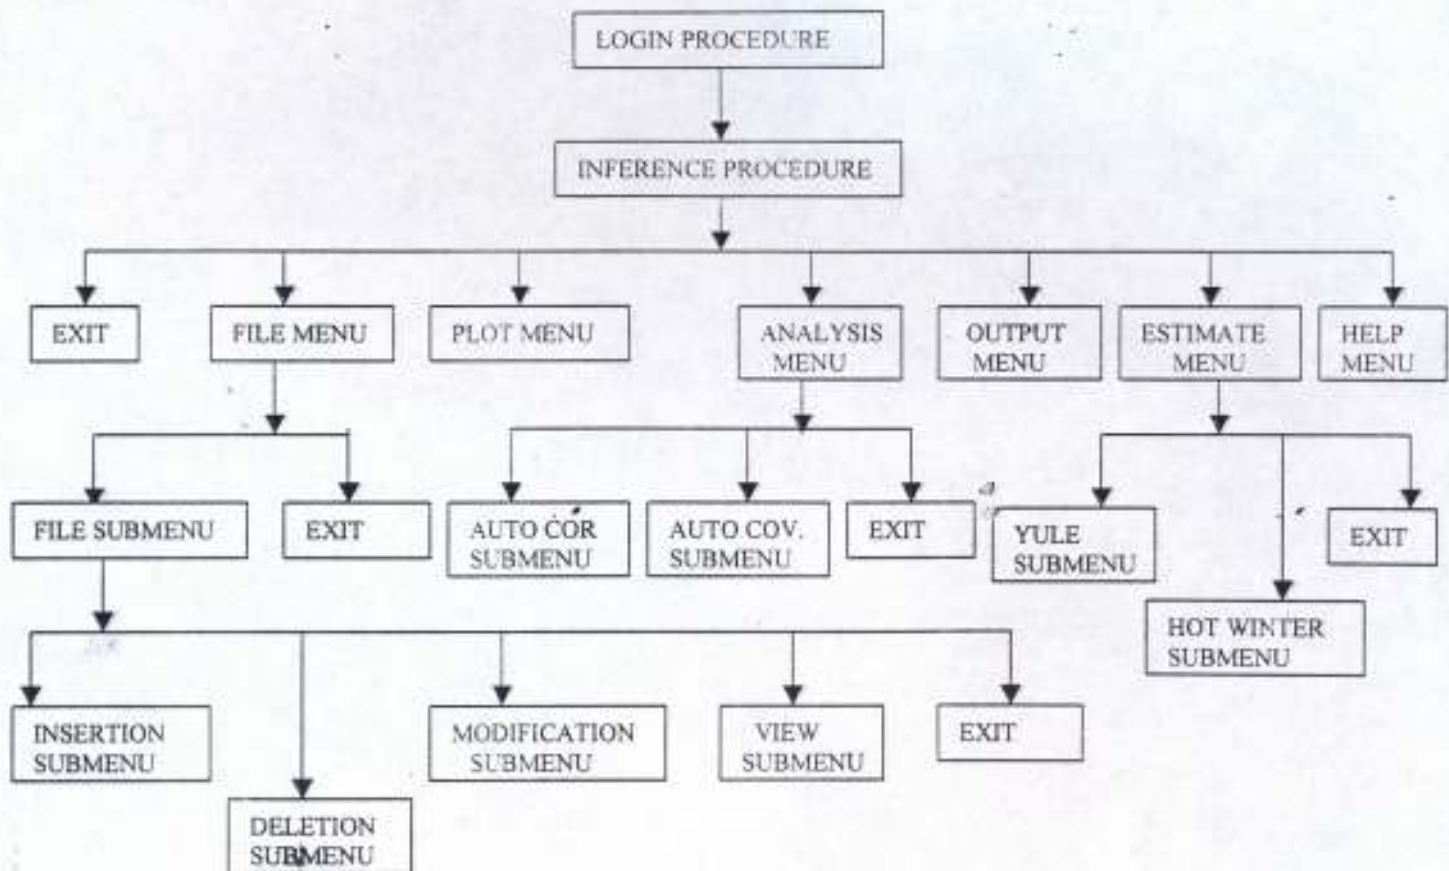 LOGIN PROCEDURE
INFERENCE PROCEDURE
EXIT
FILE MENU
PLOT MENU
ANALYSIS
MENU
OUTPUT
MENU
ESTIMATE
MENU
HELP
MENU
FILE SUBMENU
EXIT
AUTO COR
SUBMENU
AUTO COV.
SUBMENU
EXIT
YULE
SUBMENU
HOT WINTER
SUBMENU
EXIT
INSERTION
SUBMENU
DELETION
SUBMENU
MODIFICATION
SUBMENU
VIEW
SUBMENU
EXIT